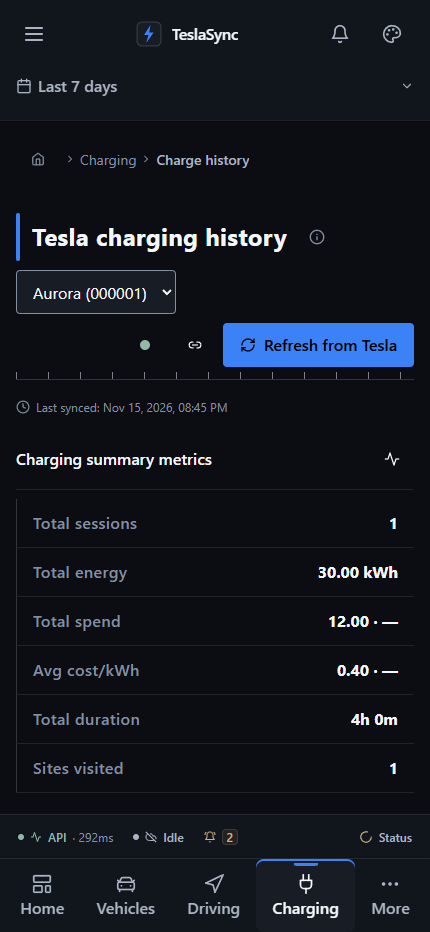 TeslaSync
Last 7 days
Charging Charge history
Tesla charging history
Aurora (000001)
Refresh from Tesla
Last synced: Nov 15, 2026, 08:45 PM
Charging summary metrics
Total sessions 1
Total energy 30.00 kWh
Total spend 12.00 · —
Avg cost/kWh 0.40 · —
Total duration 4h 0m
Sites visited 1
API · 292ms Idle 2 Status
Home Vehicles Driving Charging More